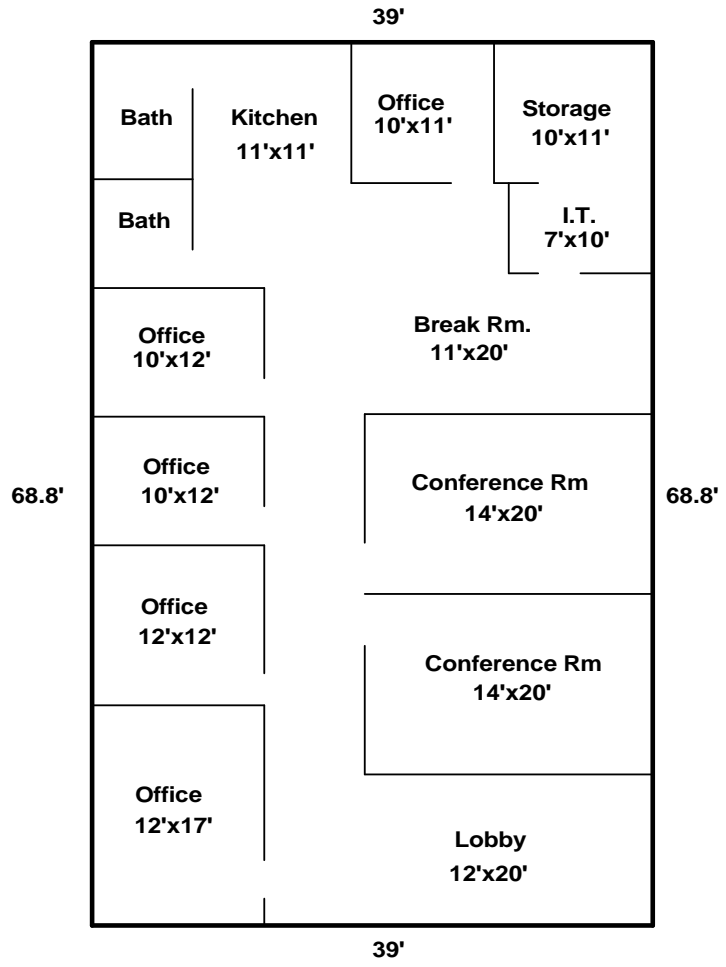 39'
Bath
Kitchen
11'x11'
Office
10'x11'
Storage
10'x11'
Bath
I.T.
7'x10'
Office
10'x12'
Break Rm.
11'x20'
Office
10'x12'
Conference Rm
14'x20'
68.8'
68.8'
Office
12'x12'
Conference Rm
14'x20'
Office
12'x17'
Lobby
12'x20'
39'